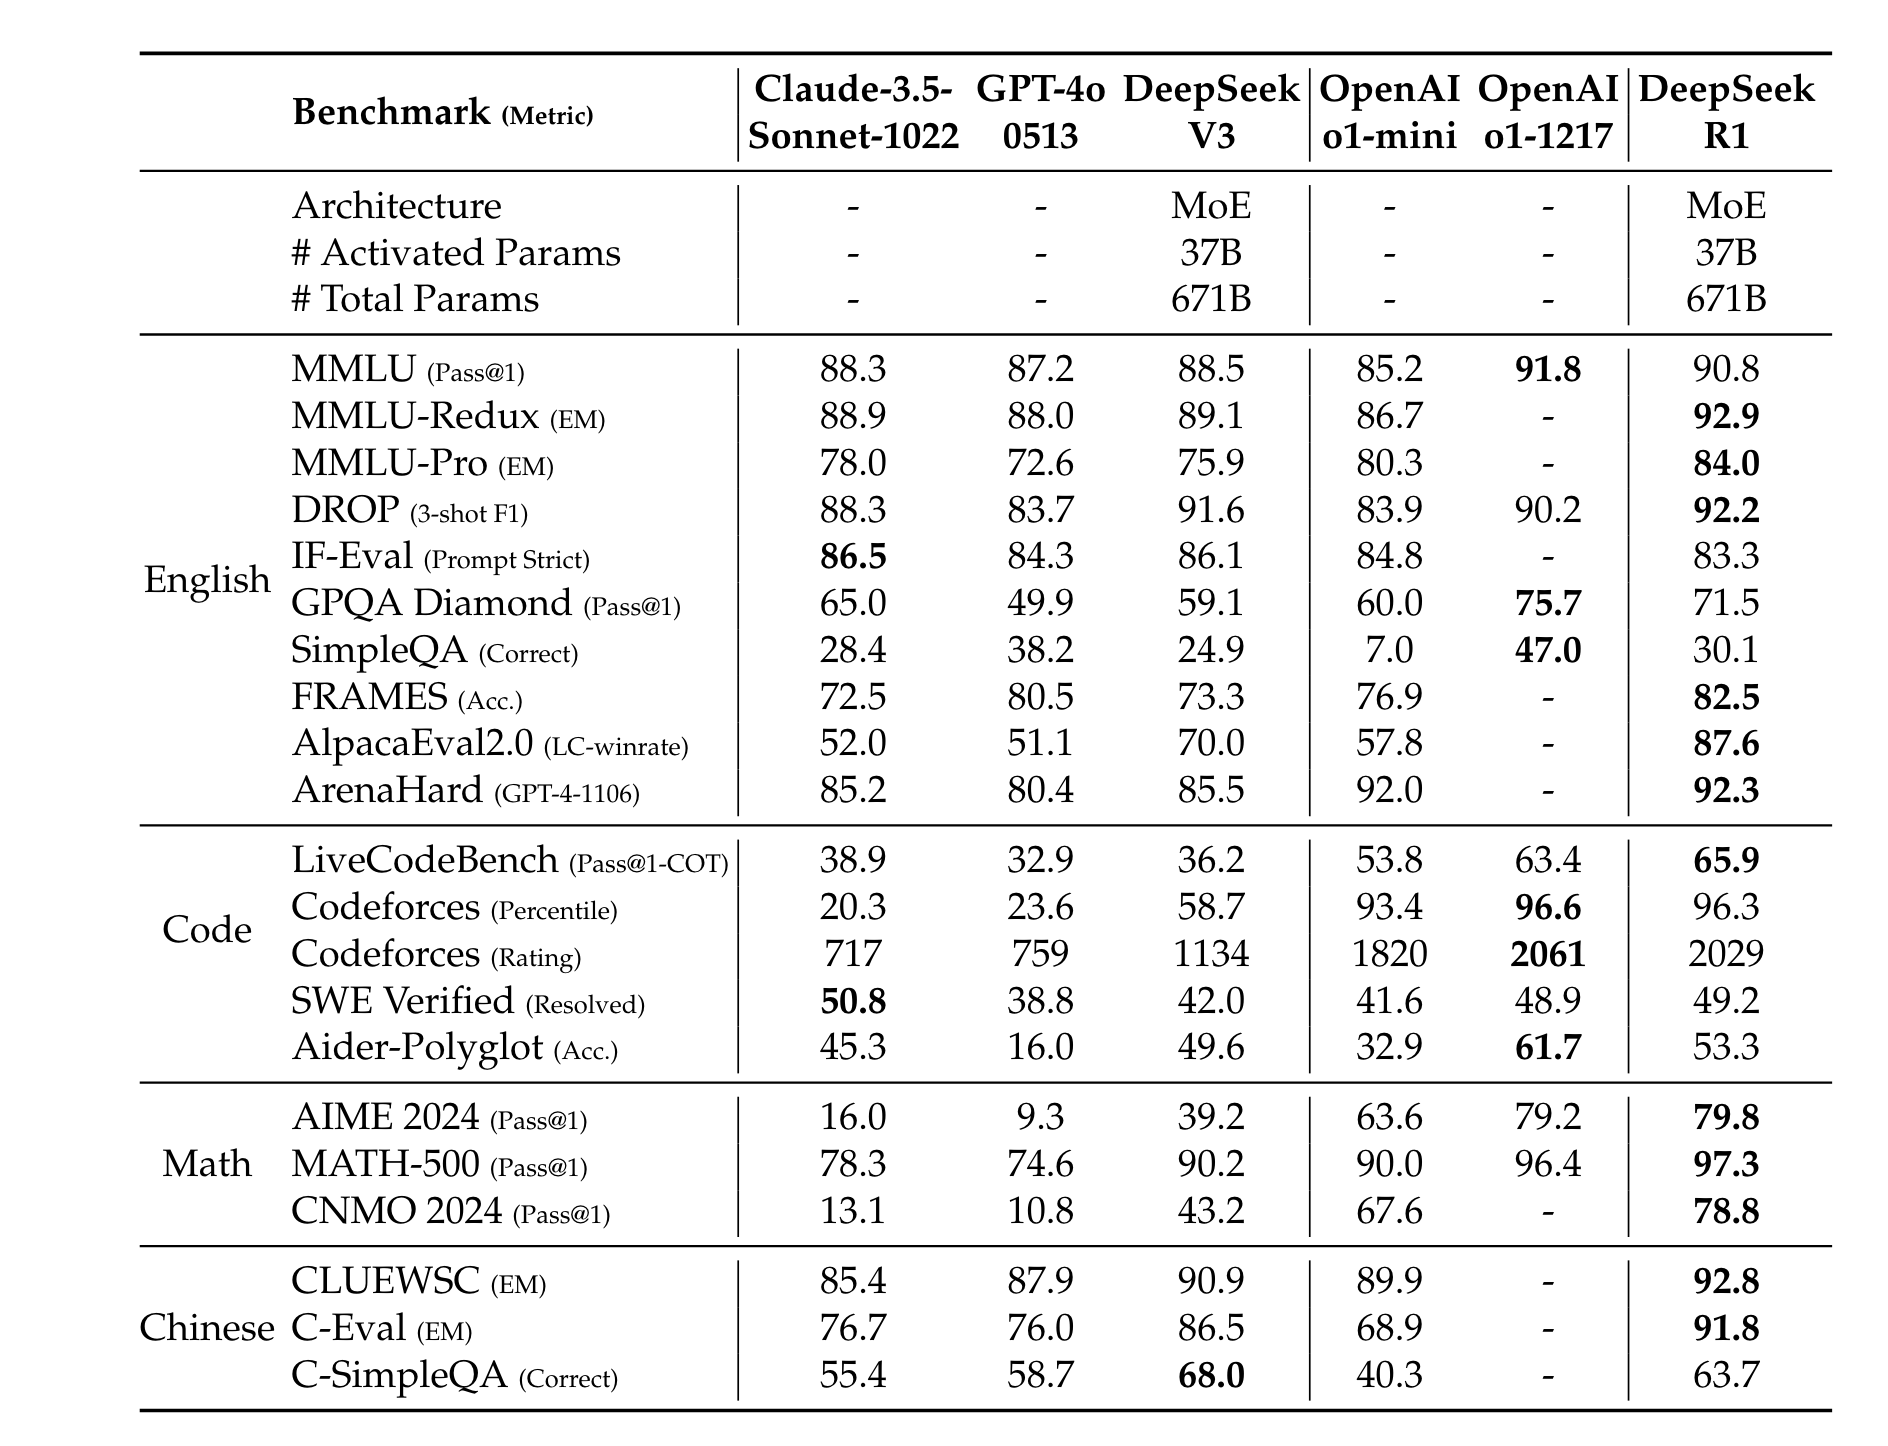 Benchmark (Metric) Claude-3.5-Sonnet-1022 GPT-4o 0513 DeepSeek V3 OpenAI o1-mini OpenAI o1-1217 DeepSeek R1
Architecture - - MoE - - MoE
# Activated Params - - 37B - - 37B
# Total Params - - 671B - - 671B
English
MMLU (Pass@1) 88.3 87.2 88.5 85.2 91.8 90.8
MMLU-Redux (EM) 88.9 88.0 89.1 86.7 - 92.9
MMLU-Pro (EM) 78.0 72.6 75.9 80.3 - 84.0
DROP (3-shot F1) 88.3 83.7 91.6 83.9 90.2 92.2
IF-Eval (Prompt Strict) 86.5 84.3 86.1 84.8 - 83.3
GPQA Diamond (Pass@1) 65.0 49.9 59.1 60.0 75.7 71.5
SimpleQA (Correct) 28.4 38.2 24.9 7.0 47.0 30.1
FRAMES (Acc.) 72.5 80.5 73.3 76.9 - 82.5
AlpacaEval2.0 (LC-winrate) 52.0 51.1 70.0 57.8 - 87.6
ArenaHard (GPT-4-1106) 85.2 80.4 85.5 92.0 - 92.3
Code
LiveCodeBench (Pass@1-COT) 38.9 32.9 36.2 53.8 63.4 65.9
Codeforces (Percentile) 20.3 23.6 58.7 93.4 96.6 96.3
Codeforces (Rating) 717 759 1134 1820 2061 2029
SWE Verified (Resolved) 50.8 38.8 42.0 41.6 48.9 49.2
Aider-Polyglot (Acc.) 45.3 16.0 49.6 32.9 61.7 53.3
Math
AIME 2024 (Pass@1) 16.0 9.3 39.2 63.6 79.2 79.8
MATH-500 (Pass@1) 78.3 74.6 90.2 90.0 96.4 97.3
CNMO 2024 (Pass@1) 13.1 10.8 43.2 67.6 - 78.8
Chinese
CLUEWSC (EM) 85.4 87.9 90.9 89.9 - 92.8
C-Eval (EM) 76.7 76.0 86.5 68.9 - 91.8
C-SimpleQA (Correct) 55.4 58.7 68.0 40.3 - 63.7